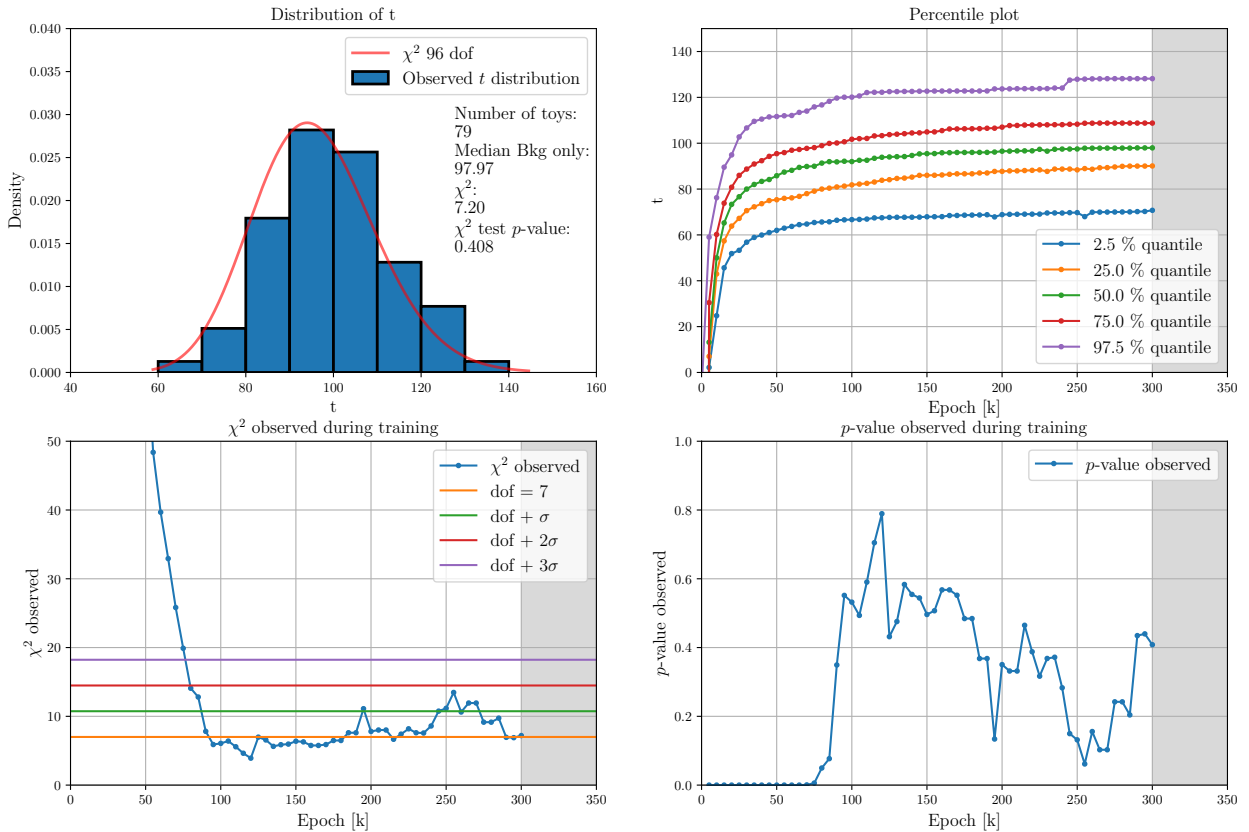 Distribution of t
0.040
0.035
0.030
0.025
0.020
0.015
0.010
0.005
0.000
Density
40
60
80
100
120
140
160
t
χ² 96 dof
Observed t distribution
Number of toys:
79
Median Bkg only:
97.97
χ²:
7.20
χ² test p-value:
0.408
Percentile plot
140
120
100
80
60
40
20
0
t
0
50
100
150
200
250
300
350
Epoch [k]
2.5 % quantile
25.0 % quantile
50.0 % quantile
75.0 % quantile
97.5 % quantile
χ² observed during training
50
40
30
20
10
0
χ² observed
0
50
100
150
200
250
300
350
Epoch [k]
χ² observed
dof = 7
dof + σ
dof + 2σ
dof + 3σ
p-value observed during training
1.0
0.8
0.6
0.4
0.2
0.0
p-value observed
0
50
100
150
200
250
300
350
Epoch [k]
p-value observed